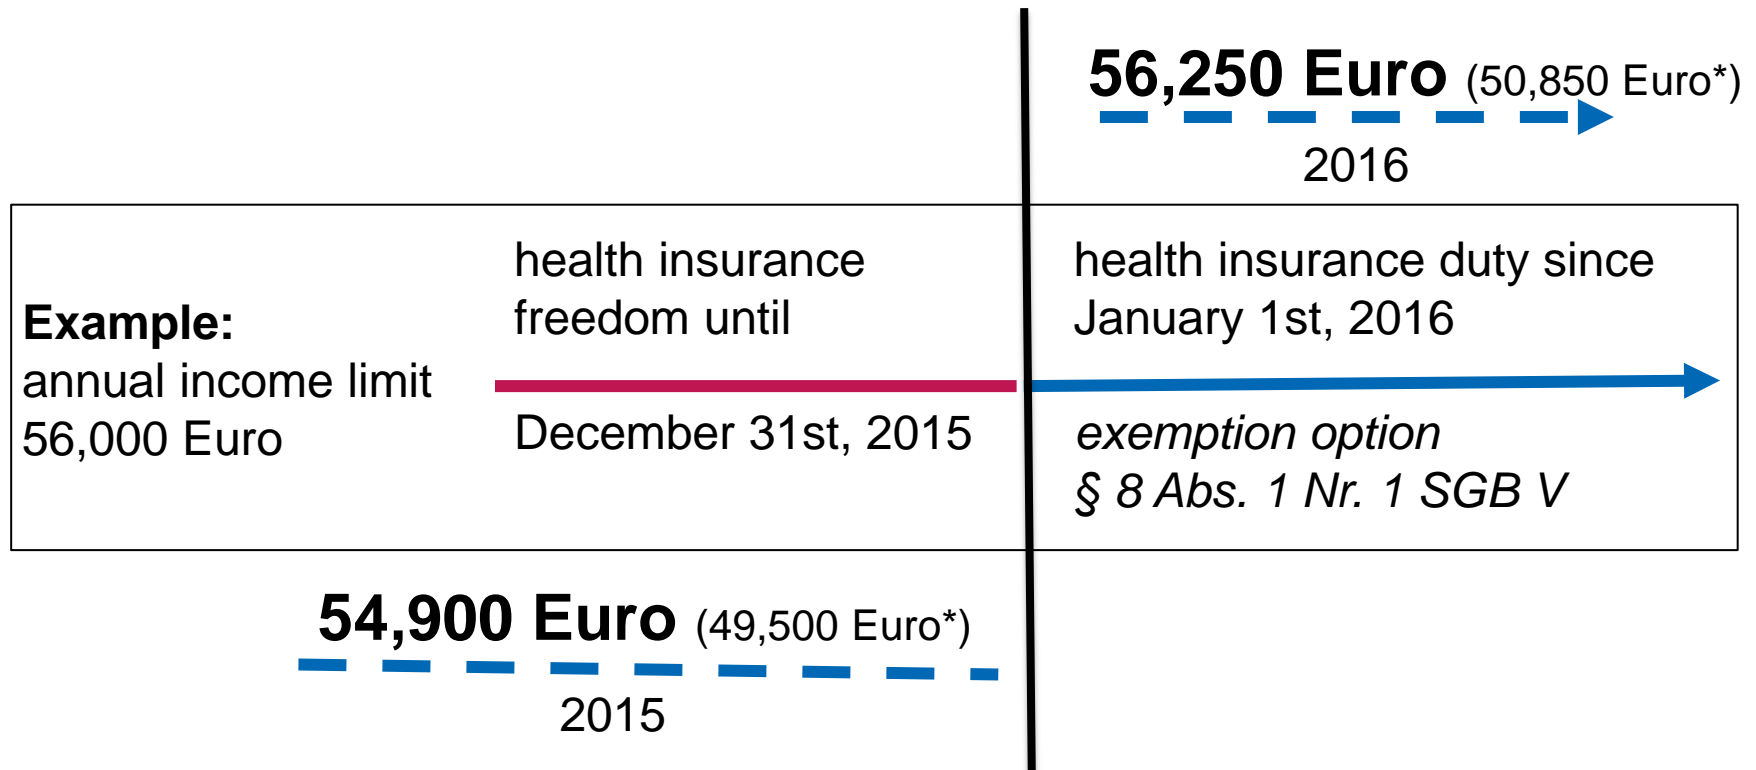 56,250 Euro (50,850 Euro*)
2016
Example:
annual income limit
56,000 Euro
health insurance
freedom until
December 31st, 2015
health insurance duty since
January 1st, 2016
exemption option
§ 8 Abs. 1 Nr. 1 SGB V
54,900 Euro (49,500 Euro*)
2015